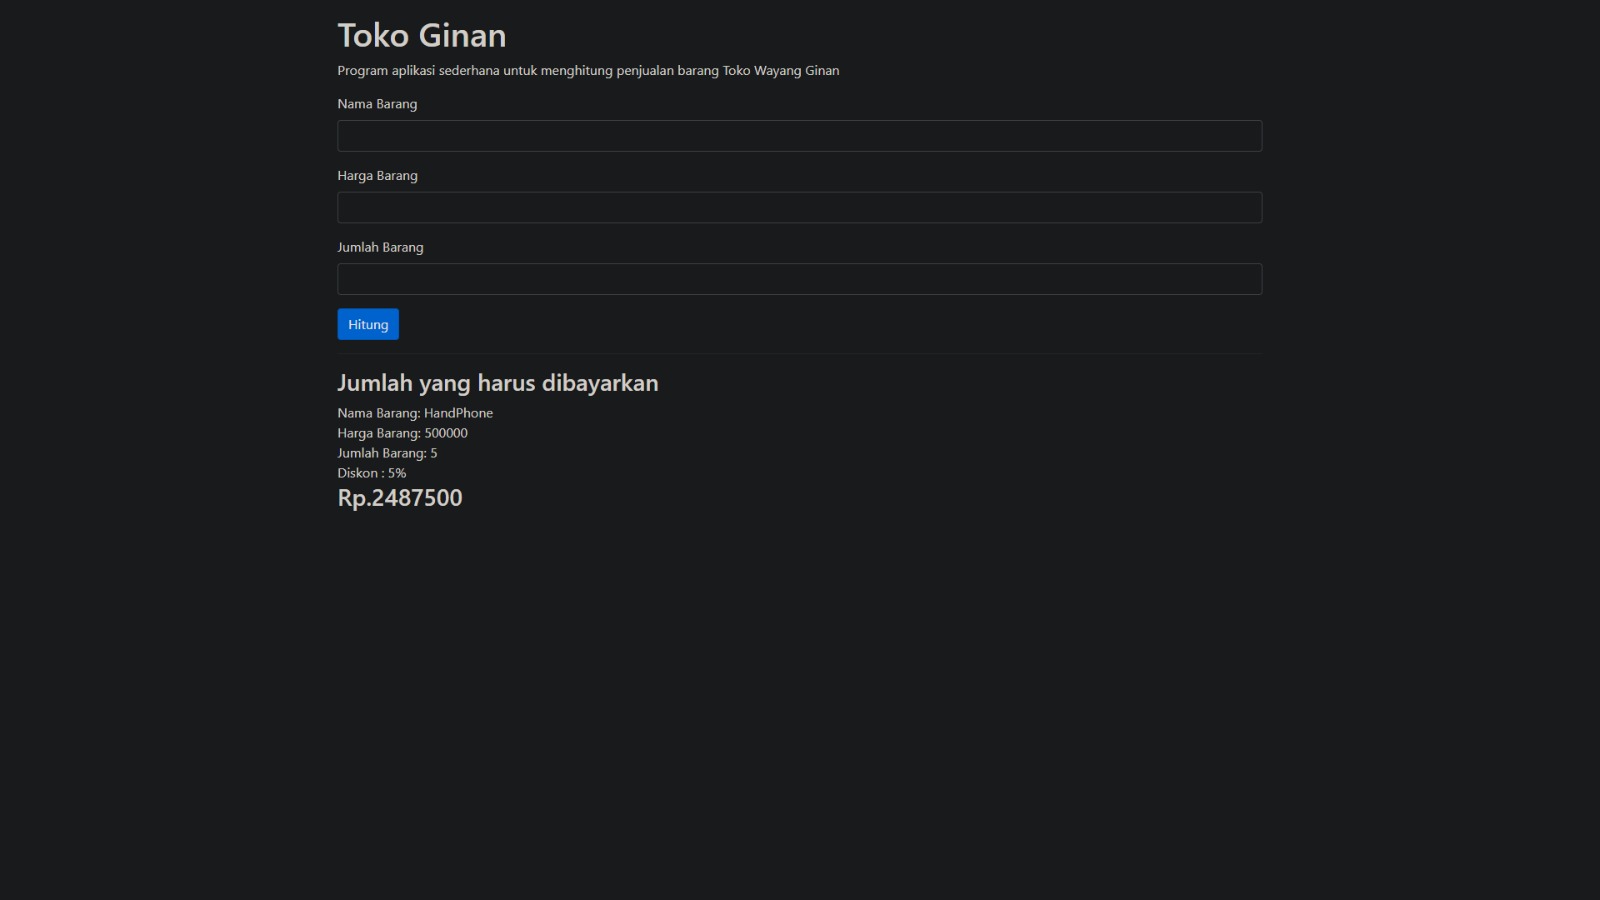 Toko Ginan
Program aplikasi sederhana untuk menghitung penjualan barang Toko Wayang Ginan
Nama Barang
Harga Barang
Jumlah Barang
Hitung
Jumlah yang harus dibayarkan
Nama Barang: HandPhone
Harga Barang: 500000
Jumlah Barang: 5
Diskon : 5%
Rp.2487500